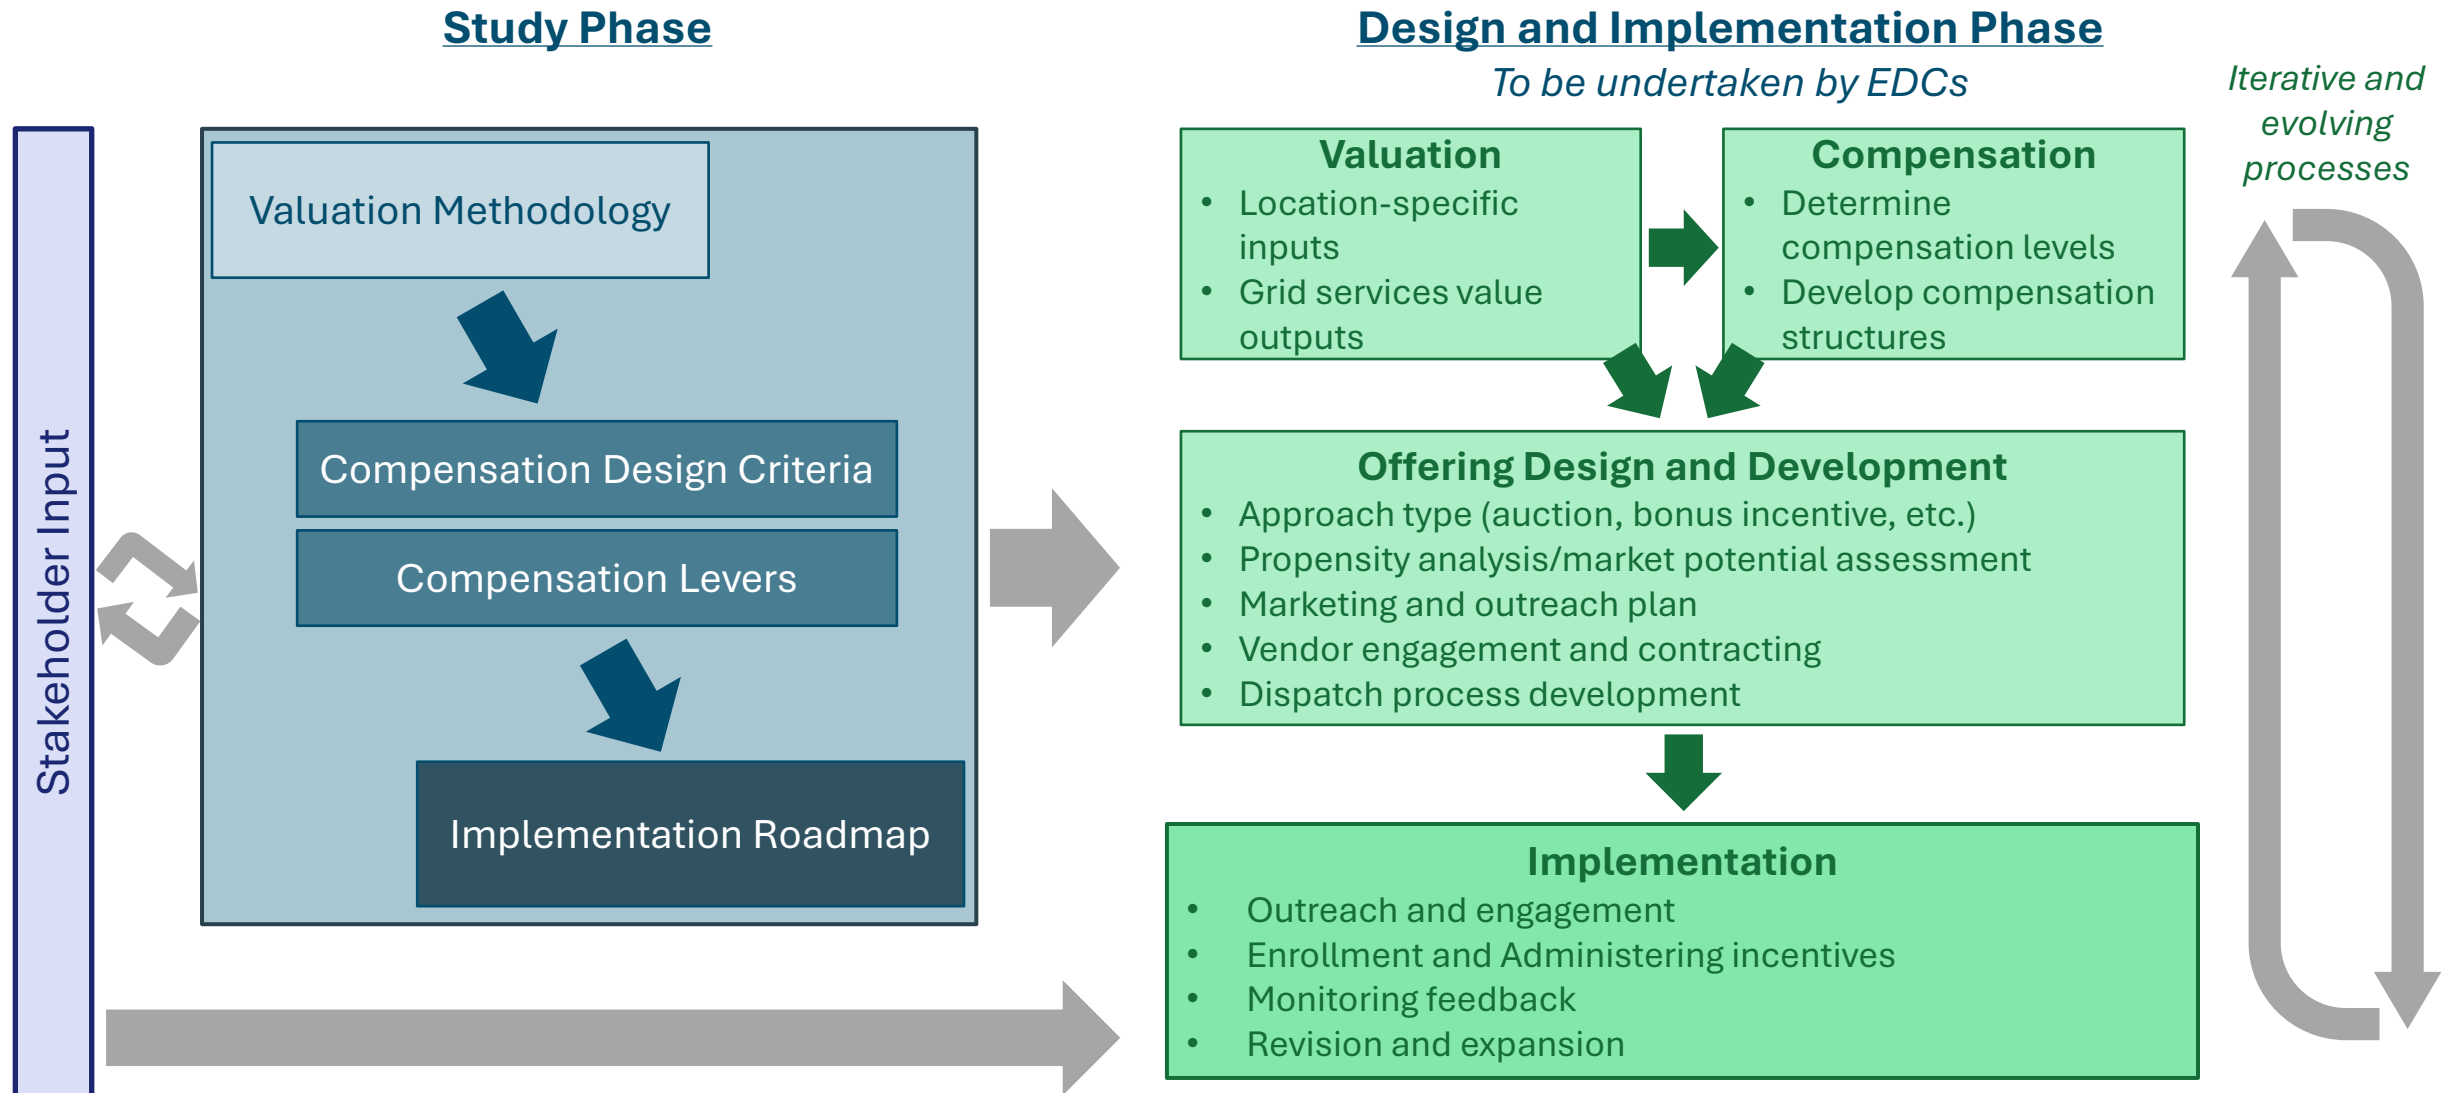 Study Phase
Stakeholder Input
Valuation Methodology
Compensation Design Criteria
Compensation Levers
Implementation Roadmap
Design and Implementation Phase
To be undertaken by EDCs
Valuation
• Location-specific
inputs
• Grid services value
outputs
Compensation
• Determine
compensation levels
• Develop compensation
structures
Offering Design and Development
• Approach type (auction, bonus incentive, etc.)
• Propensity analysis/market potential assessment
• Marketing and outreach plan
• Vendor engagement and contracting
• Dispatch process development
Implementation
• Outreach and engagement
• Enrollment and Administering incentives
• Monitoring feedback
• Revision and expansion
Iterative and
evolving
processes